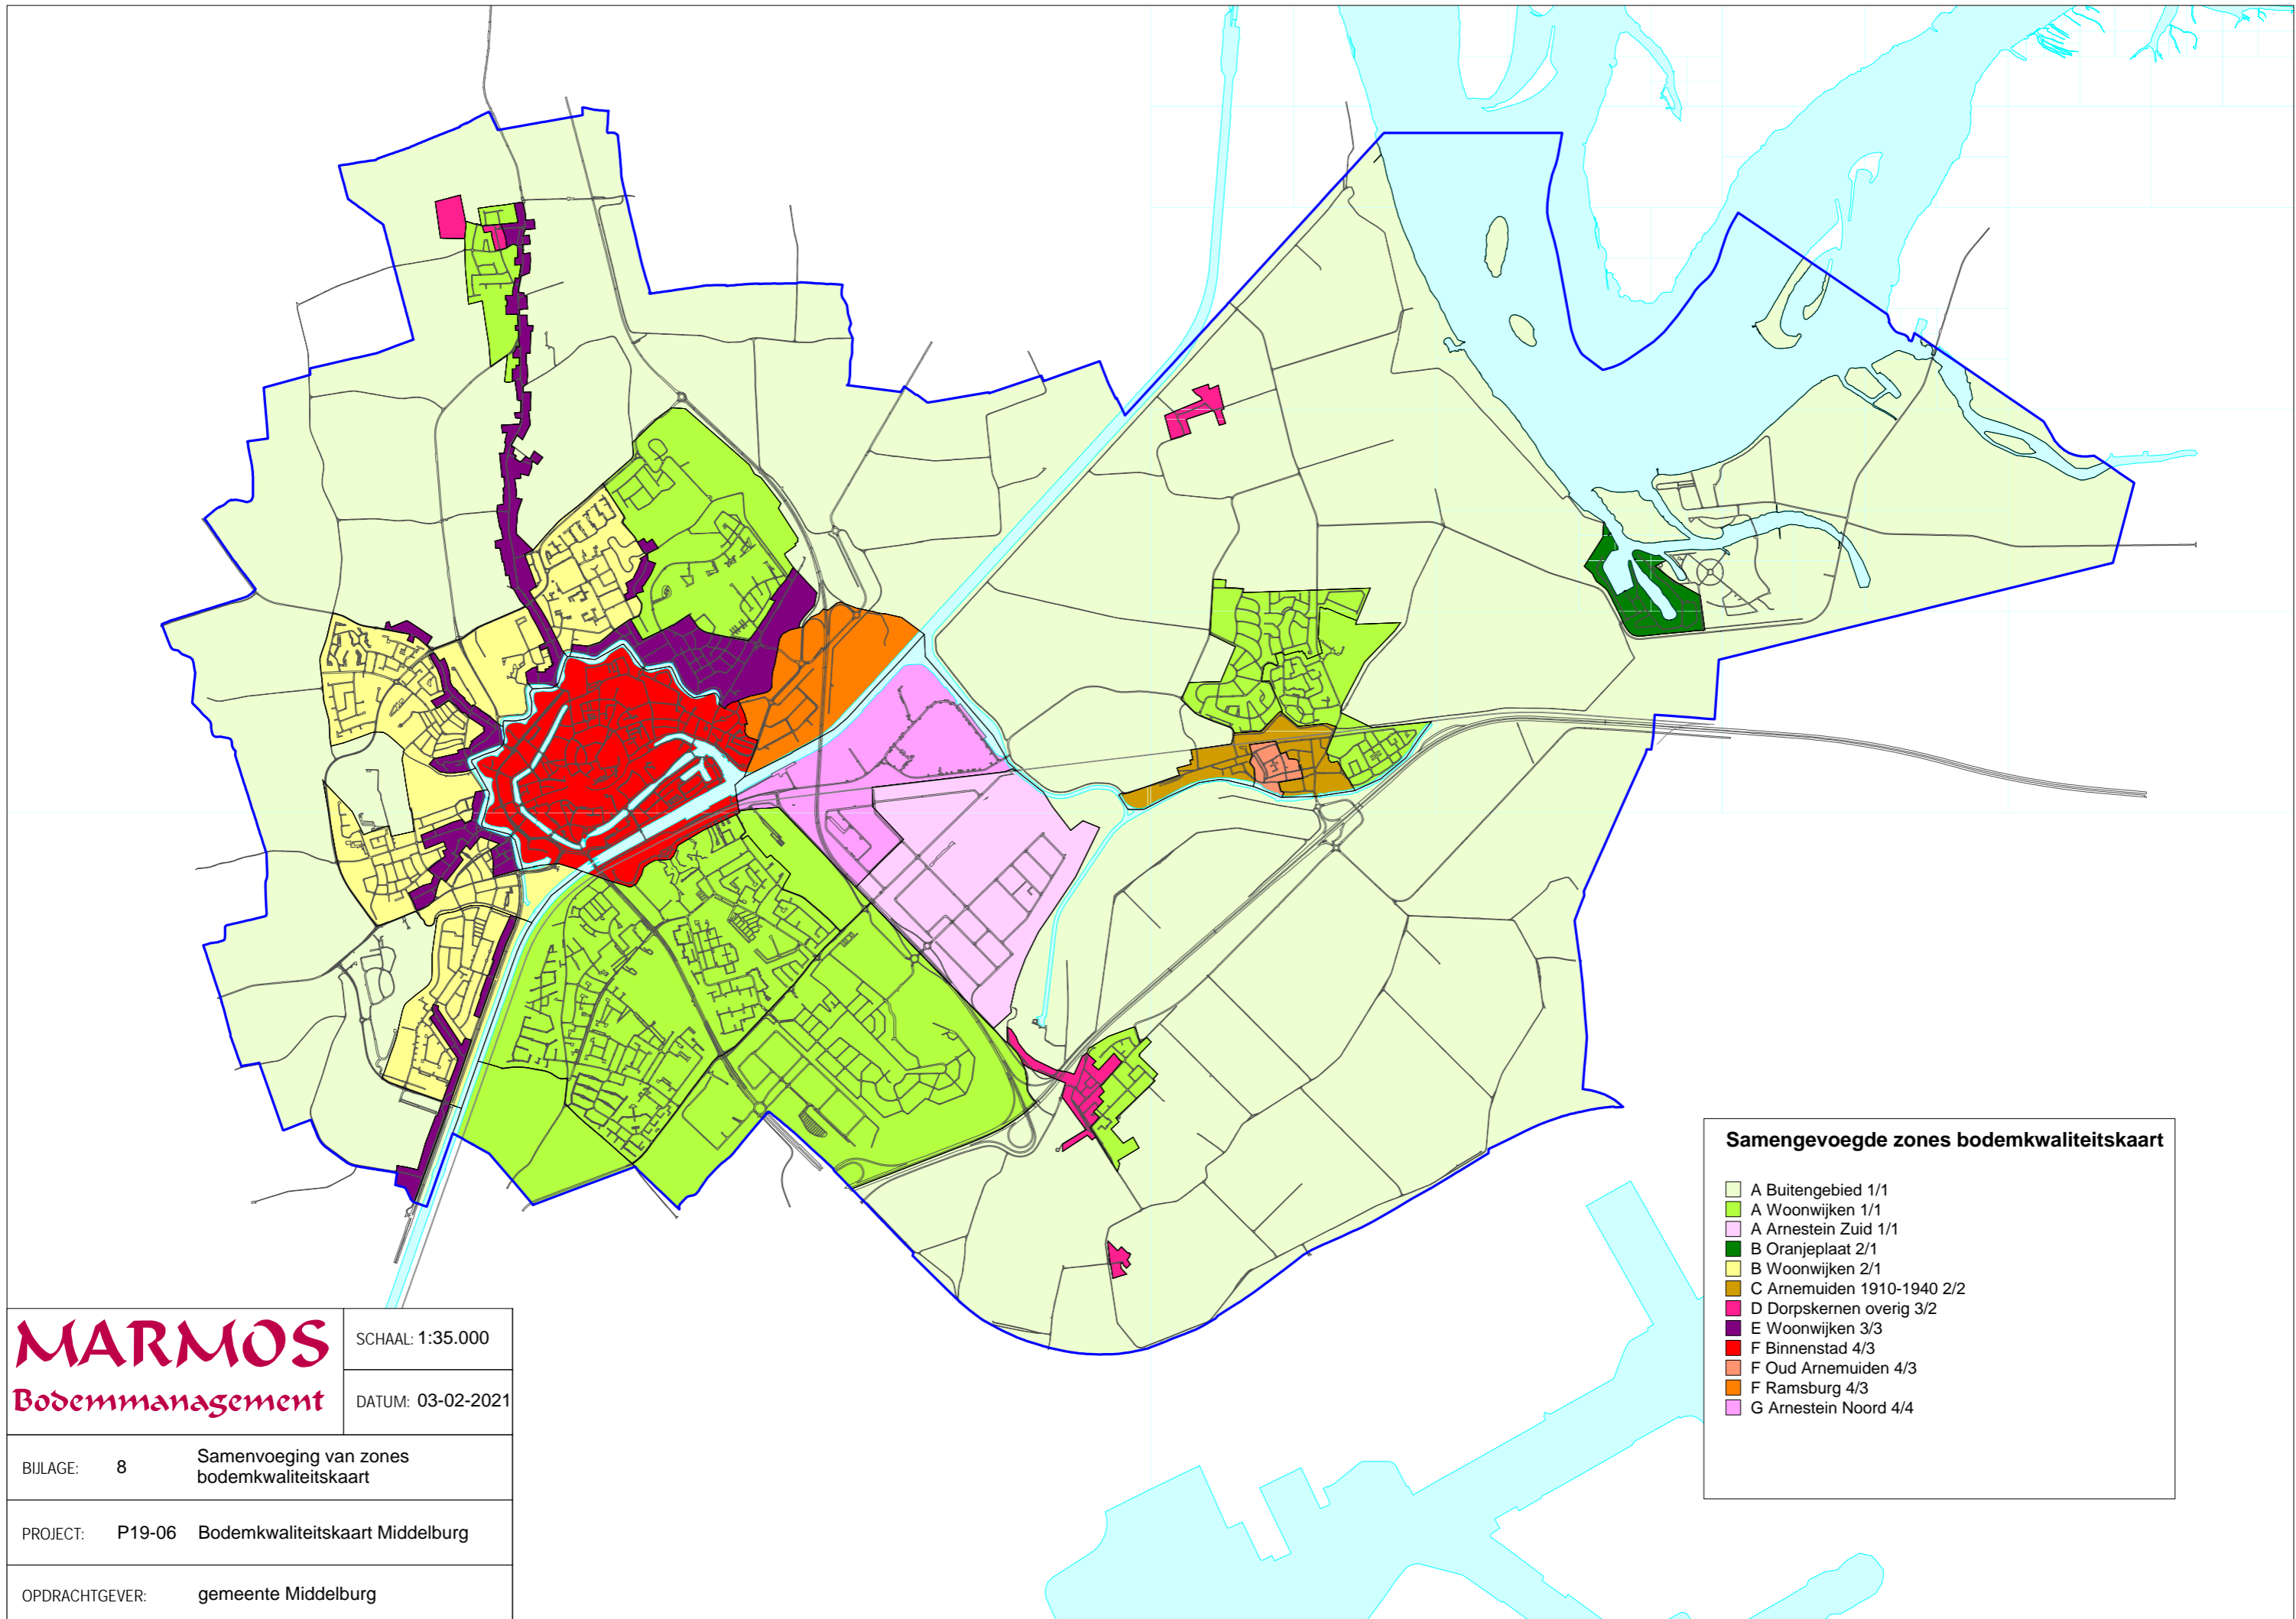 Samengevoegde zones bodemkwaliteitskaart
A Buitengebied 1/1
A Woonwijken 1/1
A Arnestein Zuid 1/1
B Oranjeplaat 2/1
B Woonwijken 2/1
C Arnemuiden 1910-1940 2/2
D Dorpskernen overig 3/2
E Woonwijken 3/3
F Binnenstad 4/3
F Oud Arnemuiden 4/3
F Ramsburg 4/3
G Arnestein Noord 4/4
MARMOS
Bodemmanagement
SCHAAL: 1:35.000
DATUM: 03-02-2021
BIJLAGE: 8 Samenvoeging van zones
bodemkwaliteitskaart
PROJECT: P19-06 Bodemkwaliteitskaart Middelburg
OPDRACHTGEVER: gemeente Middelburg